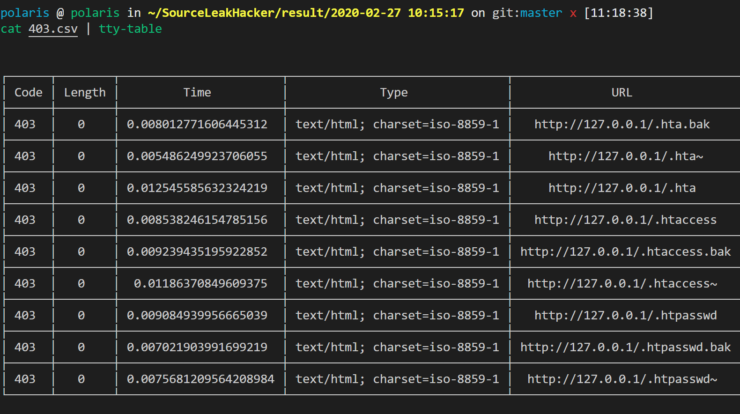 polaris @ polaris in ~/SourceLeakHacker/result/2020-02-27 10:15:17 on git:master x [11:18:38]
cat 403.csv | tty-table
Code Length Time Type URL
403 0 0.008012771606445312 text/html; charset=iso-8859-1 http://127.0.0.1/.hta.bak
403 0 0.005486249923706055 text/html; charset=iso-8859-1 http://127.0.0.1/.hta~
403 0 0.012545585632324219 text/html; charset=iso-8859-1 http://127.0.0.1/.hta
403 0 0.008538246154785156 text/html; charset=iso-8859-1 http://127.0.0.1/.htaccess
403 0 0.009239435195922852 text/html; charset=iso-8859-1 http://127.0.0.1/.htaccess.bak
403 0 0.01186370849609375 text/html; charset=iso-8859-1 http://127.0.0.1/.htaccess~
403 0 0.009084939956665039 text/html; charset=iso-8859-1 http://127.0.0.1/.htpasswd
403 0 0.007021903991699219 text/html; charset=iso-8859-1 http://127.0.0.1/.htpasswd.bak
403 0 0.0075681209564208984 text/html; charset=iso-8859-1 http://127.0.0.1/.htpasswd~